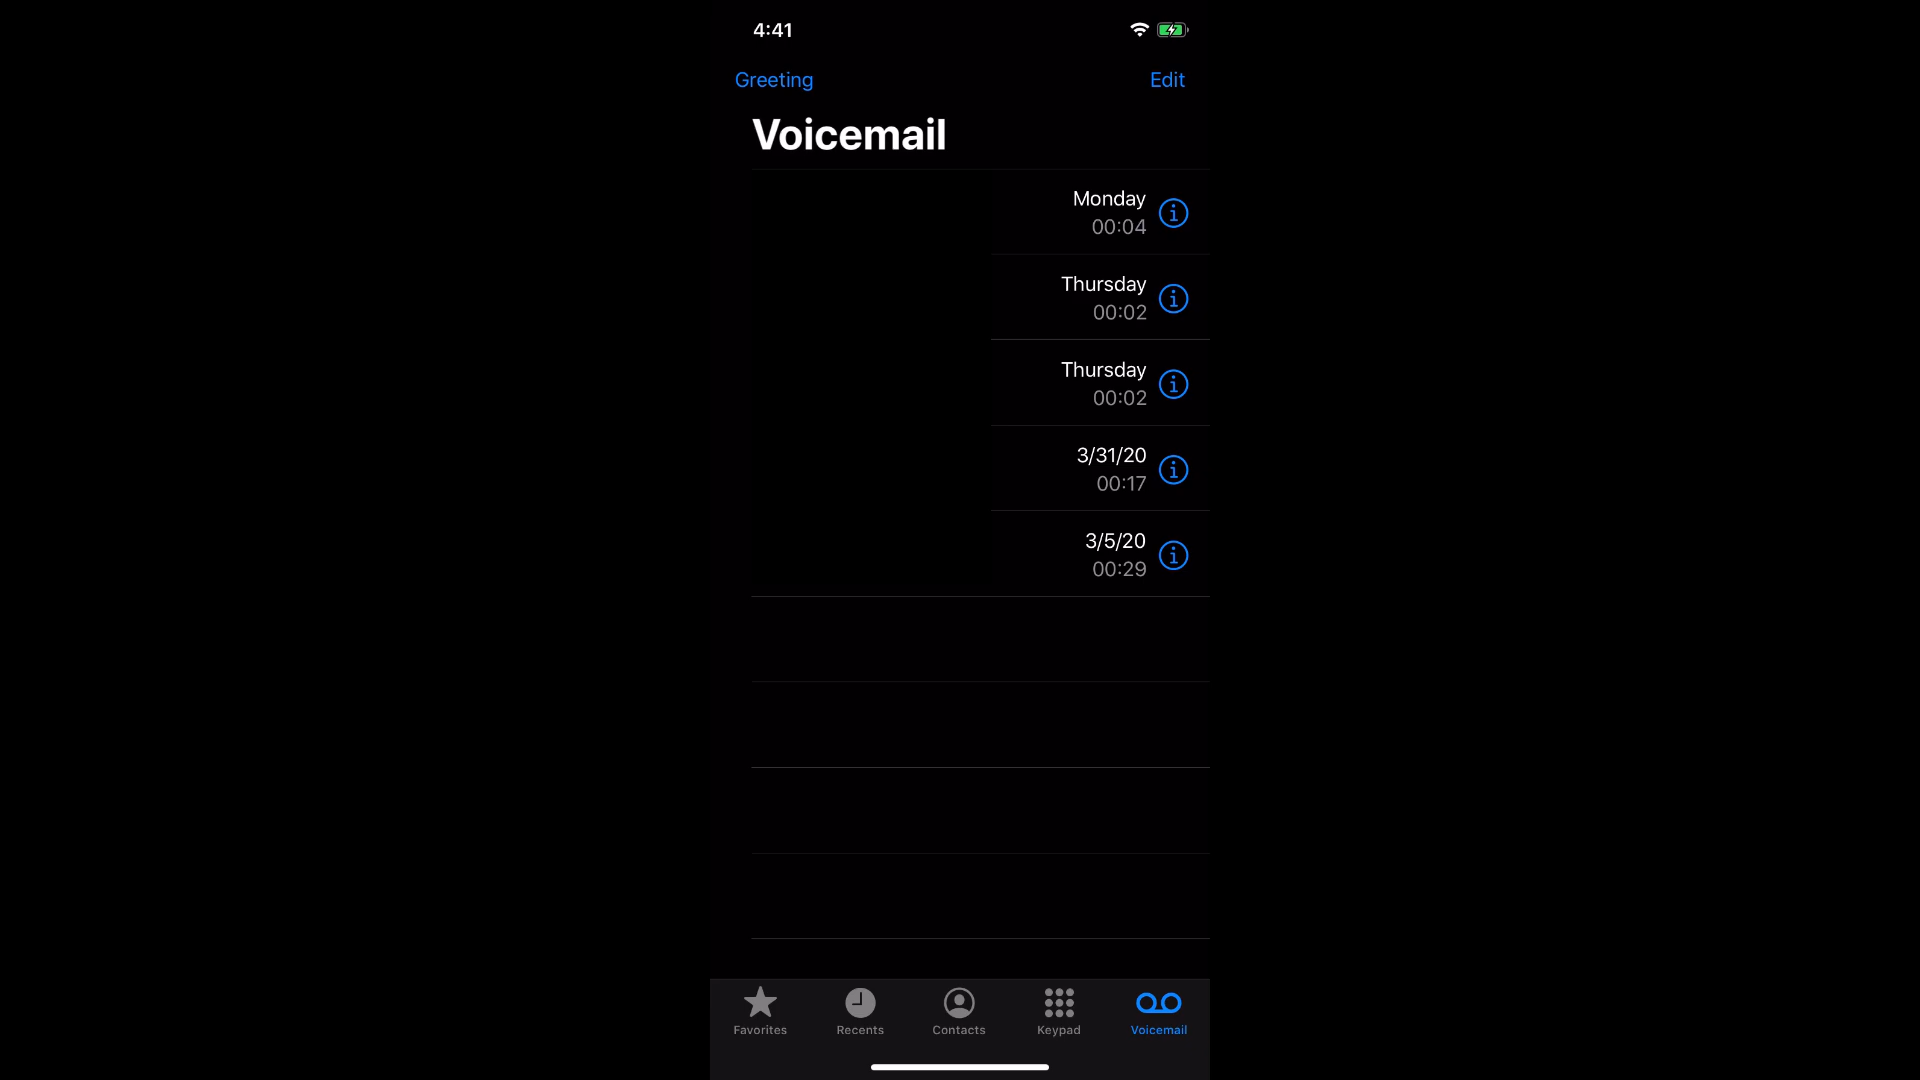 4:41
Greeting
Edit
Voicemail
Monday
00:04
Thursday
00:02
Thursday
00:02
3/31/20
00:17
3/5/20
00:29
Favorites
Recents
Contacts
Keypad
Voicemail